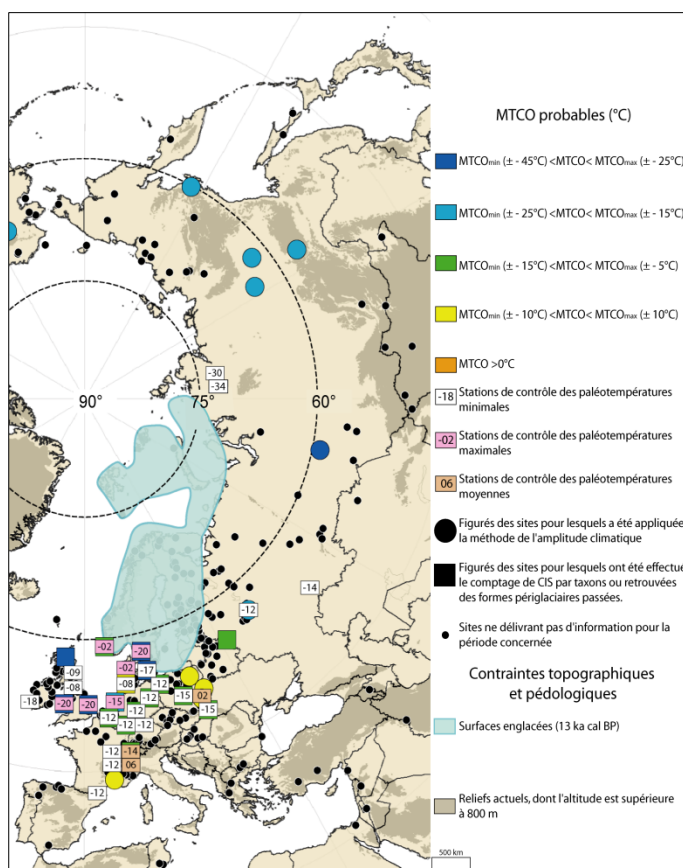 MTCO probables (°C)
MTCOmin (± - 45°C) <MTCO< MTCOmax (± - 25°C)
MTCOmin (± - 25°C) <MTCO< MTCOmax (± - 15°C)
MTCOmin (± - 15°C) <MTCO< MTCOmax (± - 5°C)
MTCOmin (± - 10°C) <MTCO< MTCOmax (± 10°C)
MTCO >0°C
-18 Stations de contrôle des paléotempératures
minimales
-02 Stations de contrôle des paléotempératures
maximales
06 Stations de contrôle des paléotempératures
moyennes
Figurés des sites pour lesquels a été appliquée
la méthode de l'amplitude climatique
Figurés des sites pour lesquels ont été effectué
le comptage de CIS par taxons ou retrouvées
des formes périglaciaires passées.
Sites ne délivrant pas d'information pour la
période concernée
Contraintes topographiques
et pédologiques
Surfaces englacées (13 ka cal BP)
Reliefs actuels, dont l'altitude est supérieure
à 800 m
500 km
-30
-34
90°
75°
60°
-14
-12
-02
-20
-02
-17
-09
-08
-08
-12
-18
-20
-20
-15
-12
-15
02
-15
-12
-12
-12
-12
-12
-14
-12
06
-12